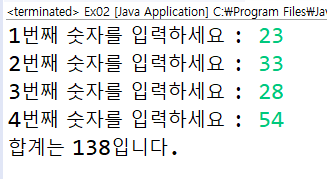 <terminated> Ex02 [Java Application] C:\Program Files\Jav
1번째 숫자를 입력하세요 : 23
2번째 숫자를 입력하세요 : 33
3번째 숫자를 입력하세요 : 28
4번째 숫자를 입력하세요 : 54
합계는 138입니다.